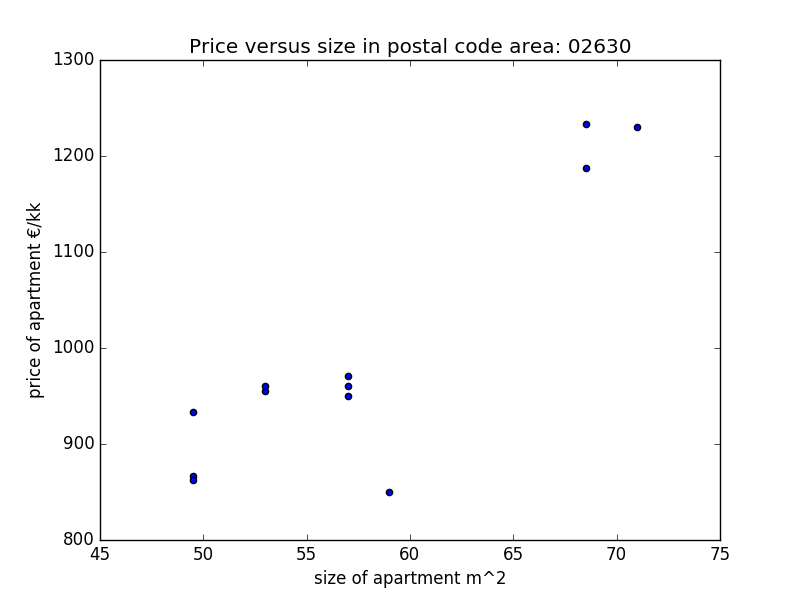 Price versus size in postal code area: 02630
1300
1200
1100
1000
900
800
price of apartment €/kk
45 50 55 60 65 70 75
size of apartment m^2